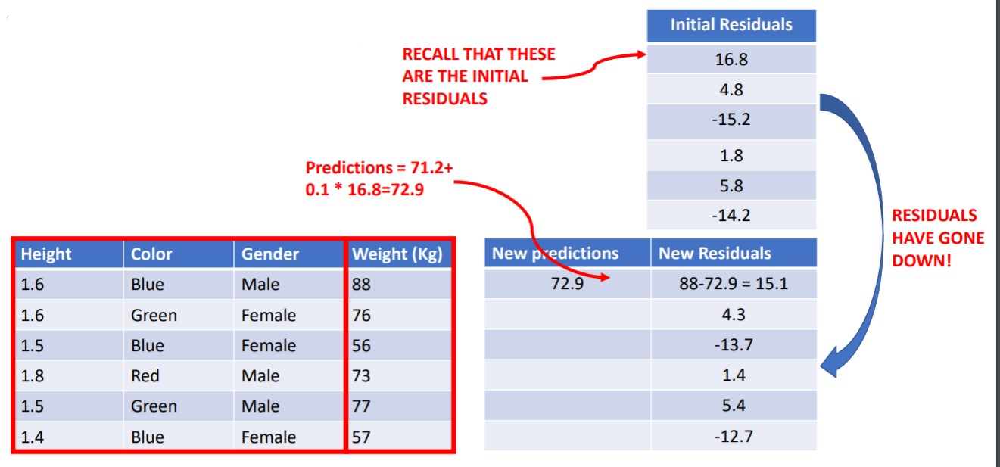 Initial Residuals
16.8
4.8
-15.2
1.8
5.8
-14.2
RECALL THAT THESE
ARE THE INITIAL
RESIDUALS
Predictions = 71.2+
0.1 * 16.8=72.9
RESIDUALS
HAVE GONE
DOWN!
Height Color Gender Weight (Kg)
1.6 Blue Male 88
1.6 Green Female 76
1.5 Blue Female 56
1.8 Red Male 73
1.5 Green Male 77
1.4 Blue Female 57
New predictions New Residuals
72.9 88-72.9 = 15.1
4.3
-13.7
1.4
5.4
-12.7